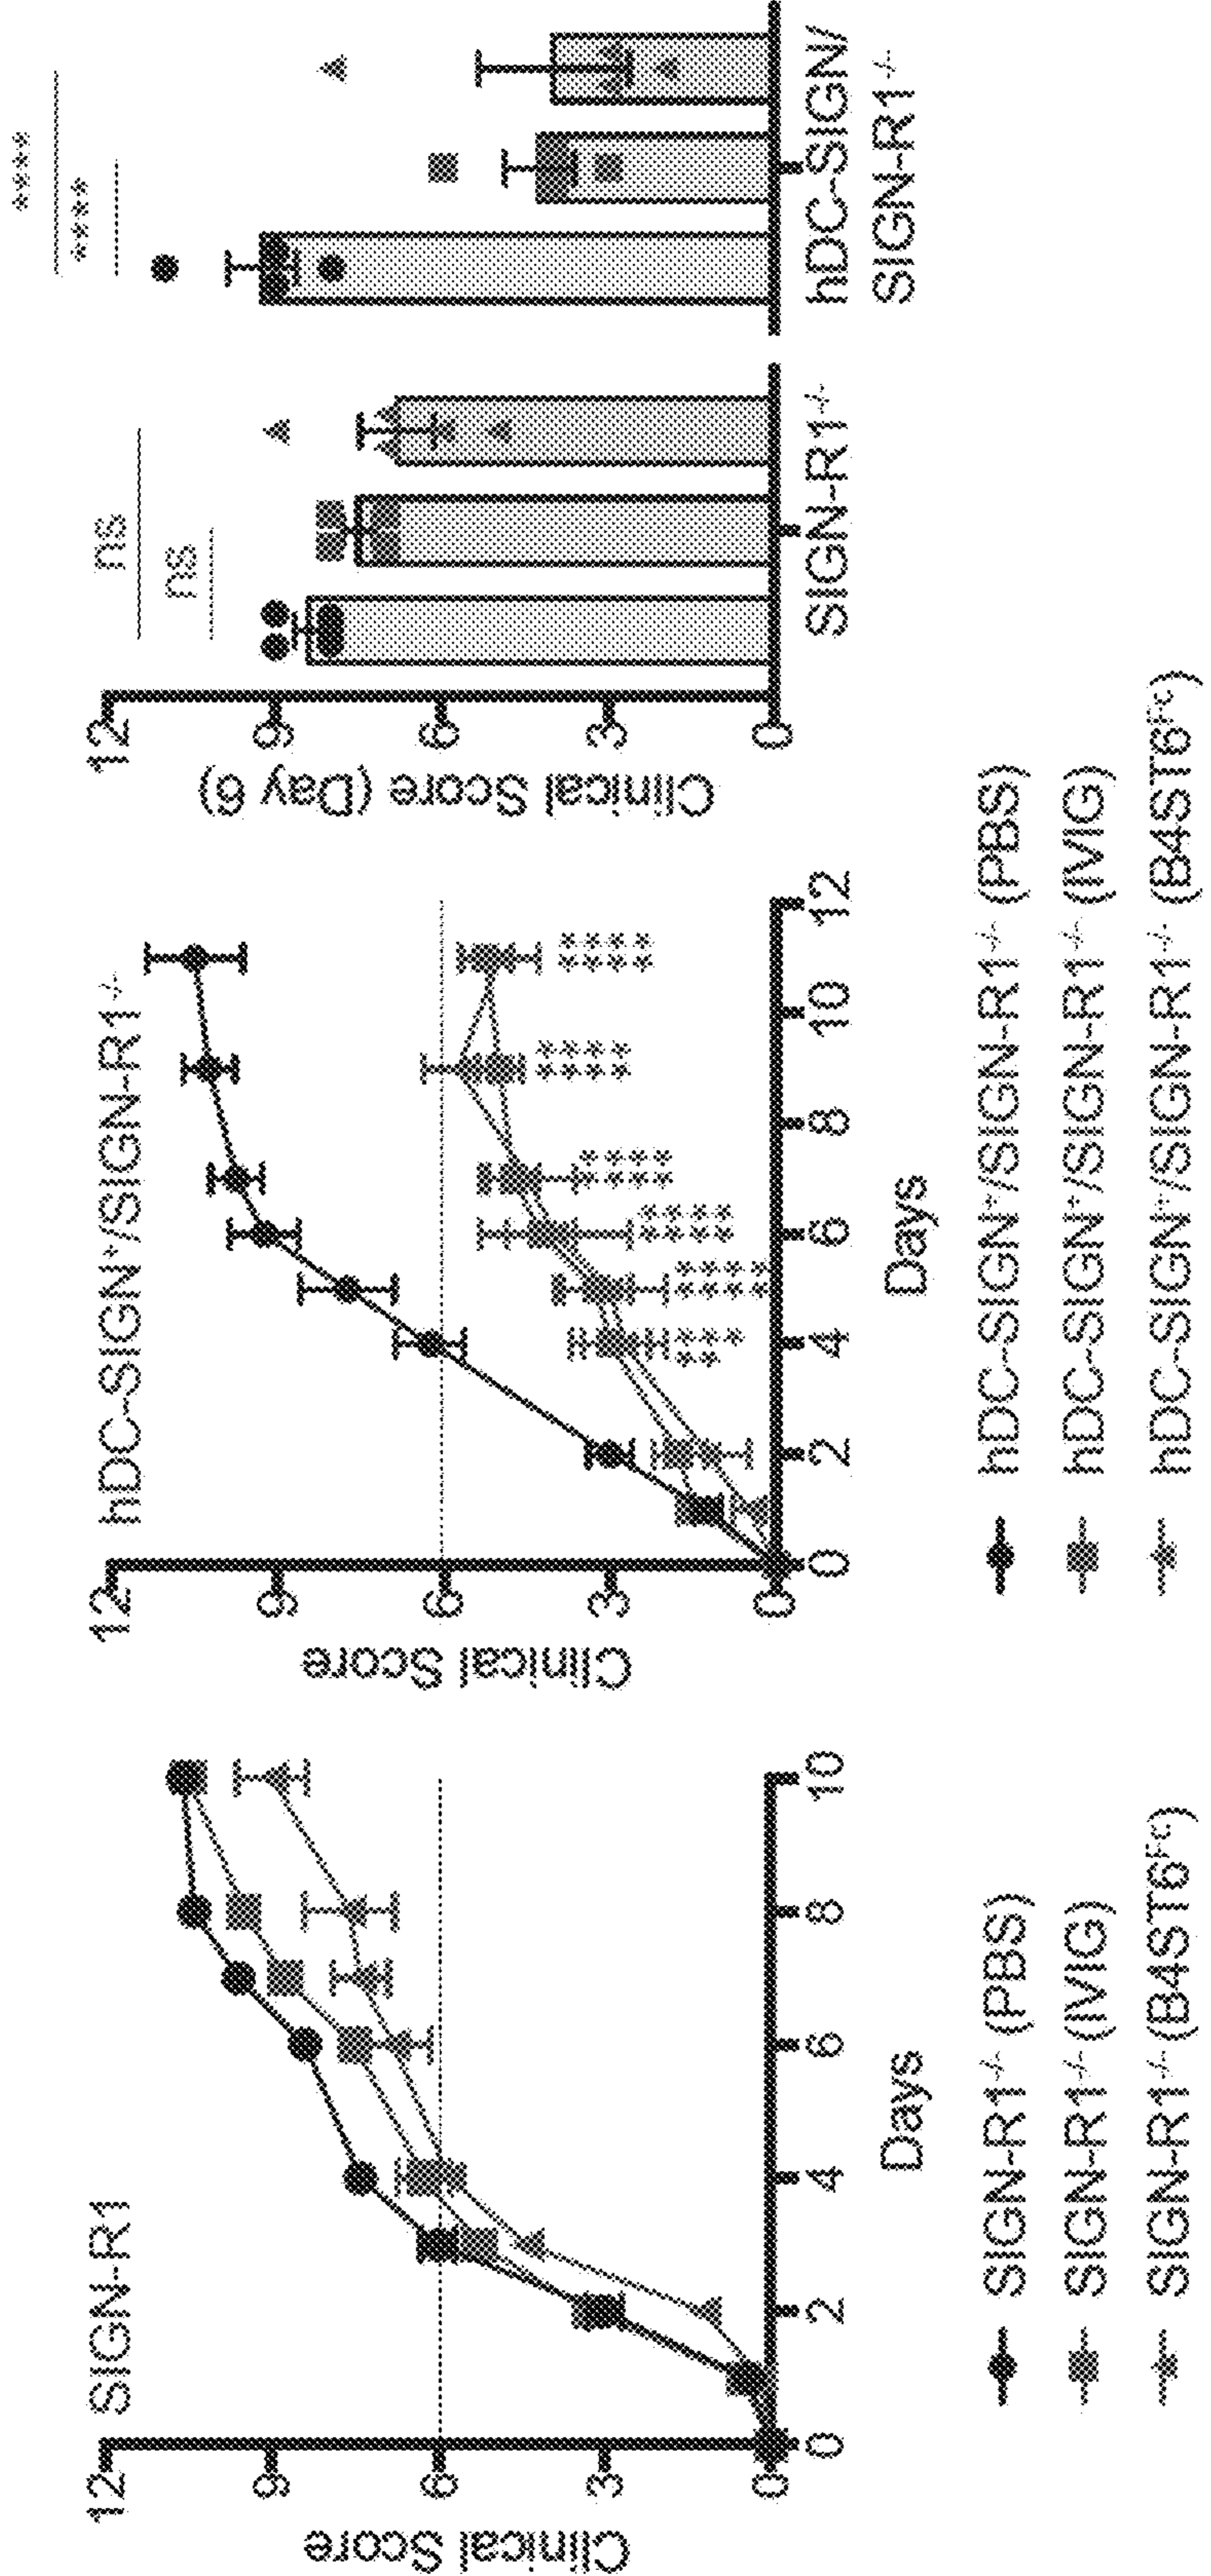 SIGN-R1
Clinical Score
12
9
6
3
0
0 2 4 6 8 10
Days
SIGN-R1-/- (PBS)
SIGN-R1-/- (IVIG)
SIGN-R1-/- (B4ST6Fc)
hDC-SIGN+/SIGN-R1-/-
Clinical Score
12
9
6
3
0
0 2 4 6 8 10 12
Days
**
***
****
****
****
****
****
****
****
****
****
****
hDC-SIGN+/SIGN-R1-/- (PBS)
hDC-SIGN+/SIGN-R1-/- (IVIG)
hDC-SIGN+/SIGN-R1-/- (B4ST6Fc)
Clinical Score (Day 6)
12
9
6
3
0
ns
ns
****
****
SIGN-R1-/-
hDC-SIGN/
SIGN-R1-/-